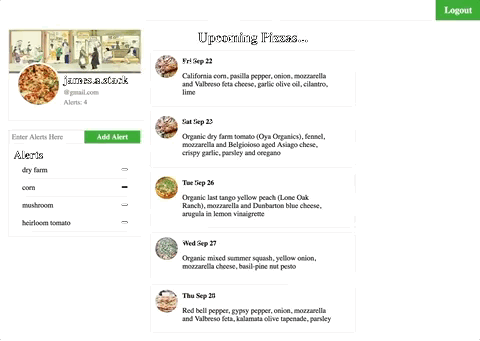 Logout
james.a.stack
@gmail.com
Alerts: 4
Enter Alerts Here
Add Alert
Alerts
dry farm
corn
mushroom
heirloom tomato
Upcoming Pizzas...
Fri Sep 22
California corn, pasilla pepper, onion, mozzarella
and Valbreso feta cheese, garlic olive oil, cilantro,
lime
Sat Sep 23
Organic dry farm tomato (Oya Organics), fennel,
mozzarella and Belgioioso aged Asiago chese,
crispy garlic, parsley and oregano
Tue Sep 26
Organic last tango yellow peach (Lone Oak
Ranch), mozzarella and Dunbarton blue cheese,
arugula in lemon vinaigrette
Wed Sep 27
Organic mixed summer squash, yellow onion,
mozzarella cheese, basil-pine nut pesto
Thu Sep 28
Red bell pepper, gypsy pepper, onion, mozzarella
and Valbreso feta, kalamata olive tapenade, parsley